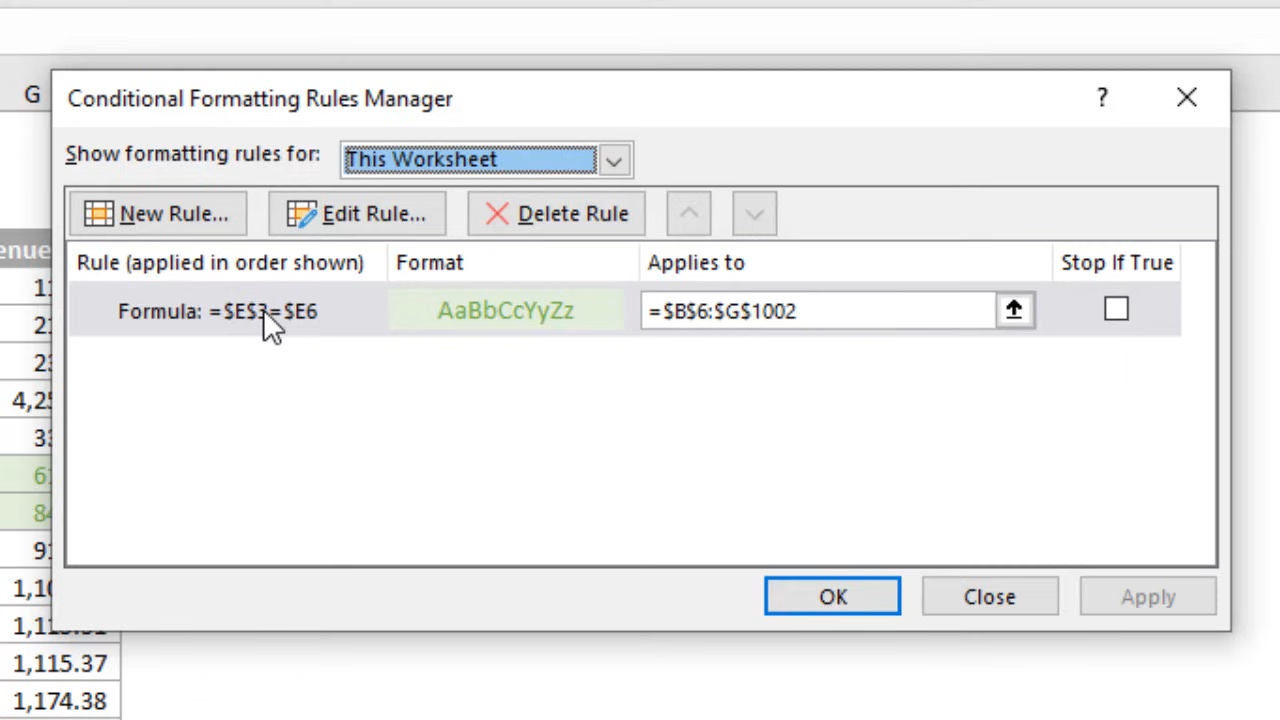 G
Conditional Formatting Rules Manager
?
Show formatting rules for: This Worksheet
New Rule... Edit Rule... Delete Rule
Rule (applied in order shown) Format Applies to Stop If True
Formula: =$E$3=$E6 AaBbCcYyZz =$B$6:$G$1002
OK Close Apply
1,115.37
1,174.38